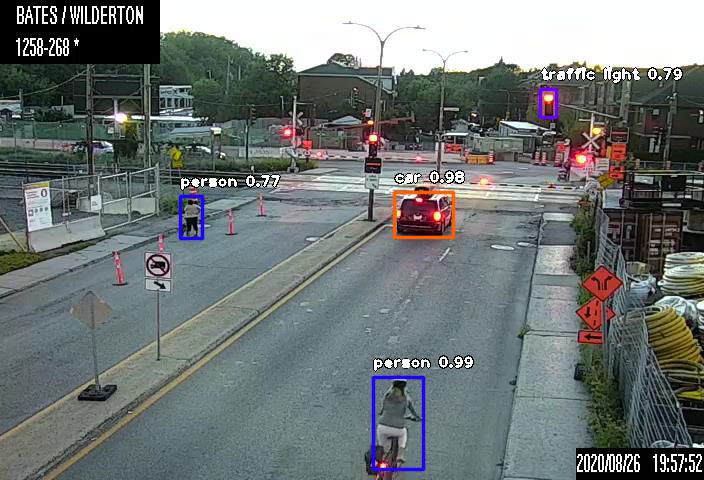 BATES / WILDERTON
1258-268 *
traffic light 0.79
person 0.77
car 0.98
person 0.99
2020/08/26 19:57:52